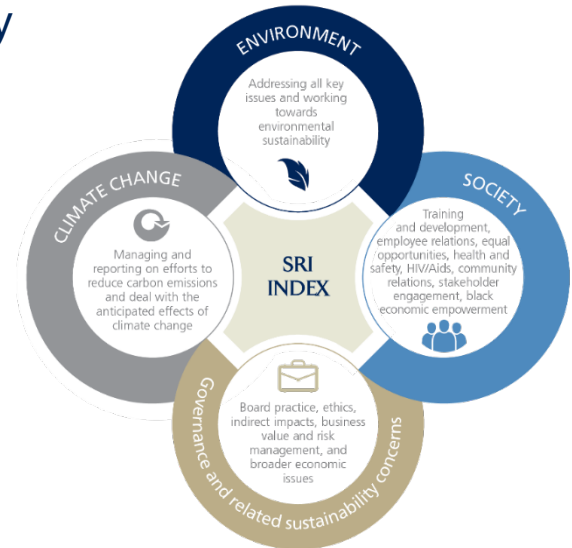 y
ENVIRONMENT
Addressing all key
issues and working
towards
environmental
sustainability
CLIMATE CHANGE
Managing and
reporting on efforts to
reduce carbon emissions
and deal with the
anticipated effects of
climate change
SRI
INDEX
SOCIETY
Training
and development,
employee relations, equal
opportunities, health and
safety, HIV/Aids, community
relations, stakeholder
engagement, black
economic empowerment
Board practice, ethics,
indirect impacts, business
value and risk
management, and
broader economic
issues
Governance and related sustainability concerns